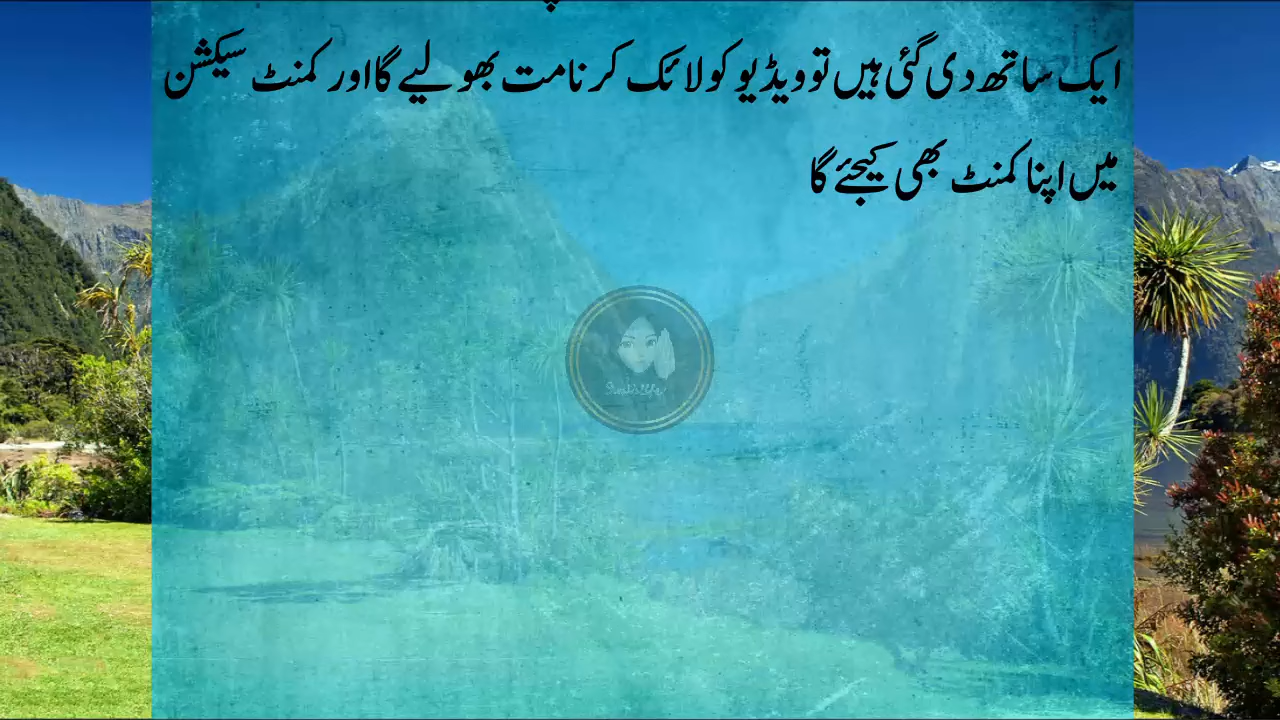 ایک ساتھ دی گئی ہیں تو ویڈیو کو لائک کرنا مت بھولیے گا اور کمنٹ سیکشن
میں اپنا کمنٹ بھی کیجئے گا